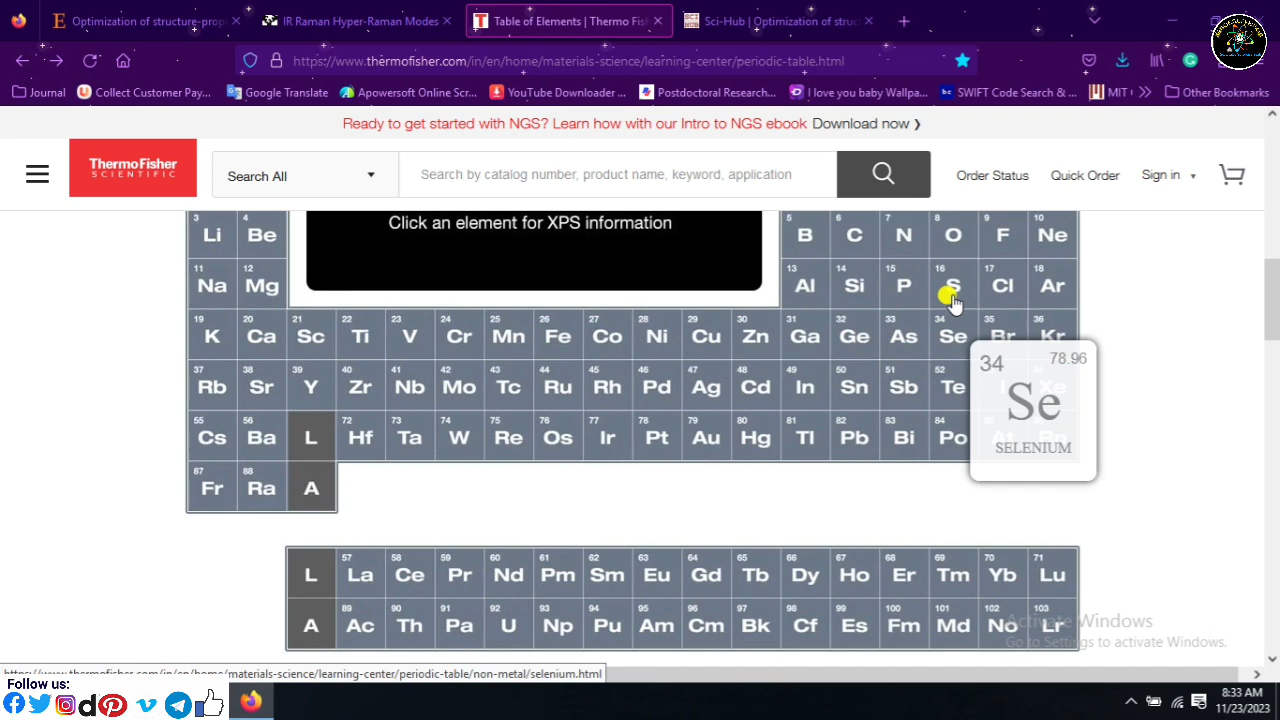 Optimization of structure-prop
IR Raman Hyper-Raman Modes
Table of Elements | Thermo Fish
Sci-Hub | Optimization of struc
https://www.thermofisher.com/in/en/home/materials-science/learning-center/periodic-table.html
Journal
Collect Customer Pay...
Google Translate
Apowersoft Online Scr...
YouTube Downloader ...
Postdoctoral Research...
I love you baby Wallpa...
SWIFT Code Search & ...
MIT
Other Bookmarks
Ready to get started with NGS? Learn how with our Intro to NGS ebook Download now ❯
ThermoFisher
SCIENTIFIC
Search All
Search by catalog number, product name, keyword, application
Order Status
Quick Order
Sign in
Click an element for XPS information
3 4 5 6 7 8 9 10
Li Be B C N O F Ne
11 12 13 14 15 16 17 18
Na Mg Al Si P S Cl Ar
19 20 21 22 23 24 25 26 27 28 29 30 31 32 33 34 35 36
K Ca Sc Ti V Cr Mn Fe Co Ni Cu Zn Ga Ge As Se Br Kr
37 38 39 40 41 42 43 44 45 46 47 48 49 50 51 52
Rb Sr Y Zr Nb Mo Tc Ru Rh Pd Ag Cd In Sn Sb Te I Xe
55 56 72 73 74 75 76 77 78 79 80 81 82 83 84
Cs Ba L Hf Ta W Re Os Ir Pt Au Hg Tl Pb Bi Po At Rn
87 88
Fr Ra A
34 78.96
Se
SELENIUM
57 58 59 60 61 62 63 64 65 66 67 68 69 70 71
L La Ce Pr Nd Pm Sm Eu Gd Tb Dy Ho Er Tm Yb Lu
89 90 91 92 93 94 95 96 97 98 99 100 101 102 103
A Ac Th Pa U Np Pu Am Cm Bk Cf Es Fm Md No Lr
Activate Windows
Go to Settings to activate Windows.
https://www.thermofisher.com/in/en/home/materials-science/learning-center/periodic-table/non-metal/selenium.html
Follow us:
8:33 AM
11/23/2023